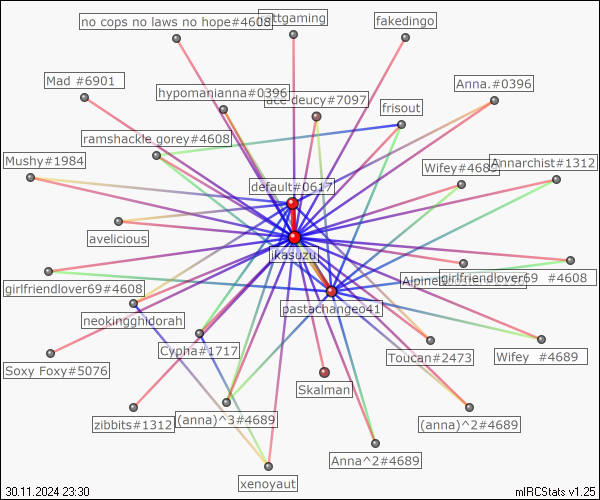 no cops no laws no hope#4608
ttgaming
fakedingo
Mad #6901
hypomanianna#0396
ace deucy#7097
Anna.#0396
frisout
ramshackle.gorey#4608
Mushy#1984
Wifey#4689
Annarchist#1312
default#0617
avelicious
ikasuzu
girlfriendlover69#4608
girlfriendlover69 #4608
pastachangeo41
neokingghidorah
Cypha#1717
Toucan#2473
Wifey #4689
Soxy Foxy#5076
Skalman
zibbits#1312
(anna)^3#4689
(anna)^2#4689
Anna^2#4689
xenoyaut
30.11.2024 23:30
mIRCStats v1.25